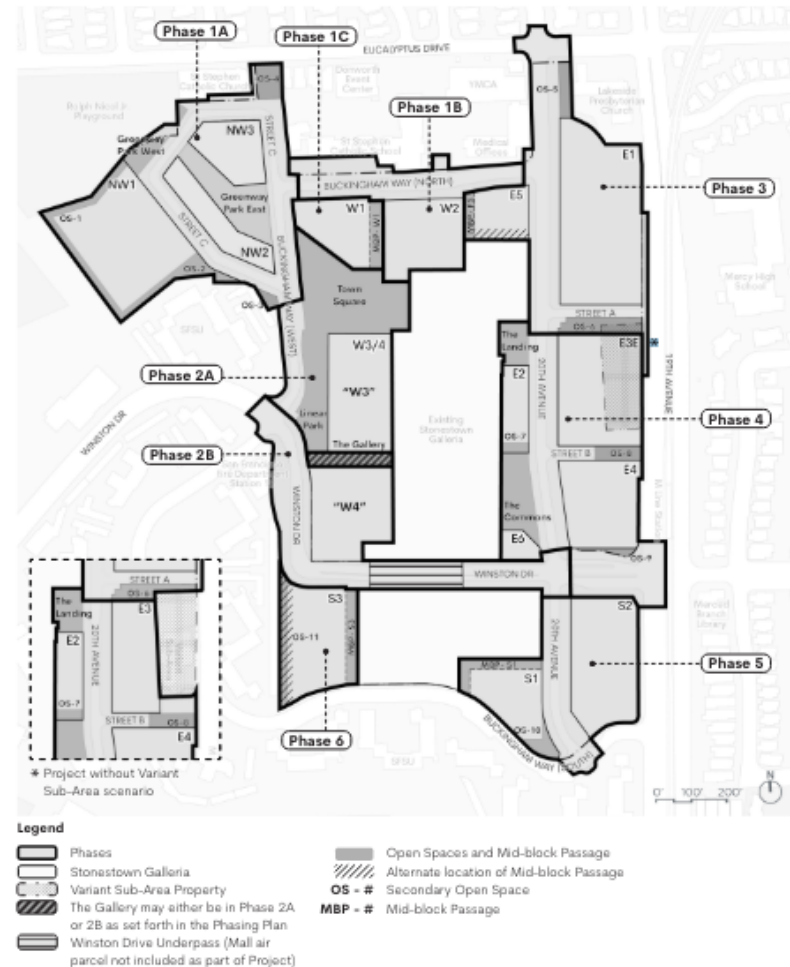 Phase 1A
Phase 1C
EUCALYPTUS DRIVE
St Stephen
Catholic Church
OS-4
Donworth
Event
Center
YMCA
OS-5
Lakeside
Presbyterian
Church
Phase 1B
Rolph Nicol Jr
Playground
Greenway
Park West
NW3
STREET C
St Stephen
Catholic School
Medical
Offices
E1
NW1
BUCKINGHAM WAY (NORTH)
Phase 3
Greenway
Park East
E5
W1
W2
MBP-W1
OS-1
STREET C
NW2
OS-2
BUCKINGHAM WAY (WEST)
Town
Square
Mercy High
School
OS-3
STREET A
OS-6
SFSU
The
Landing
W3/4
E3E
*
Phase 2A
E2
20TH AVENUE
19TH AVENUE
"W3"
Linear
Park
Existing
Stonestown
Galleria
Phase 4
WINSTON DR
The Gallery
OS-7
STREET B
OS-8
Phase 2B
E4
"W4"
WINSTON DR
The
Commons
E6
OS-9
WINSTON DR
STREET A
OS-6
S3
S2
The
Landing
E3
Merced
Branch
Library
E2
20TH AVENUE
OS-11
20TH AVENUE
MBP-S1
S1
Phase 5
OS-7
STREET B
OS-8
E4
OS-10
BUCKINGHAM WAY (SOUTH)
Phase 6
SFSU
* Project without Variant
Sub-Area scenario
N
0' 100' 200'
Legend
Phases
Stonestown Galleria
Variant Sub-Area Property
The Gallery may either be in Phase 2A
or 2B as set forth in the Phasing Plan
Winston Drive Underpass (Mall air
parcel not included as part of Project)
Open Spaces and Mid-block Passage
Alternate location of Mid-block Passage
OS - # Secondary Open Space
MBP - # Mid-block Passage